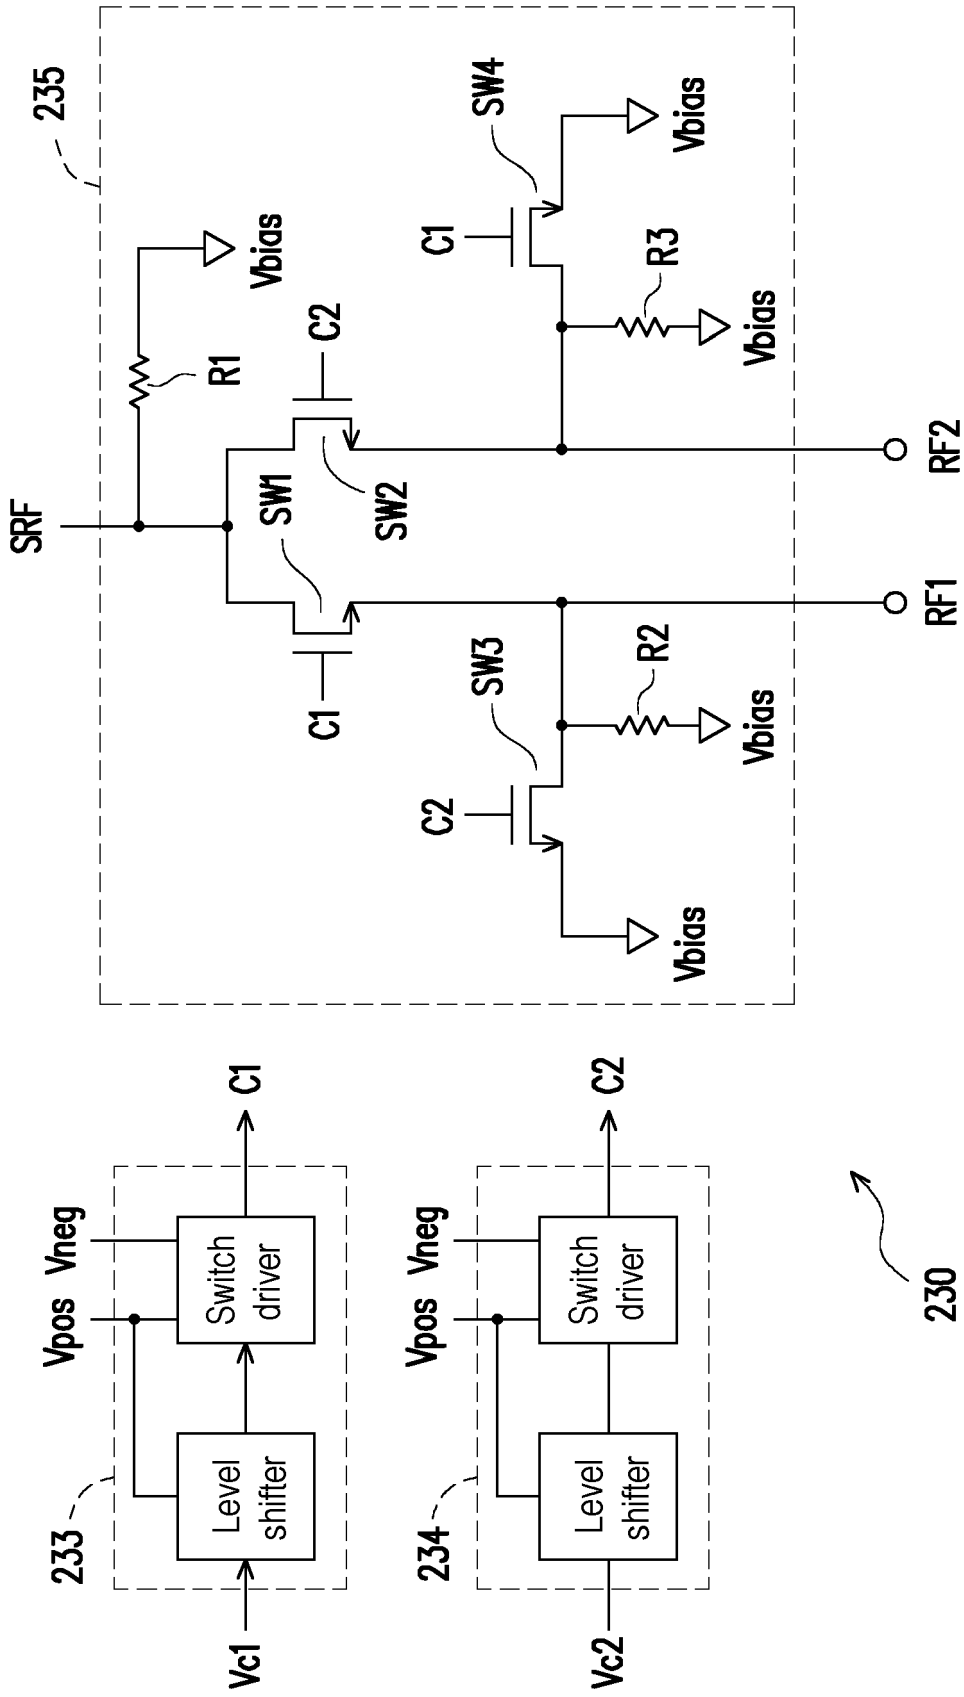 235
SRF
R1
Vbias
SW1
SW2
C1
C2
SW3
SW4
C2
C1
R2
R3
Vbias
Vbias
Vbias
Vbias
RF1
RF2
233
Vpos
Vneg
Vc1
Level
shifter
Switch
driver
C1
234
Vpos
Vneg
Vc2
Level
shifter
Switch
driver
C2
230